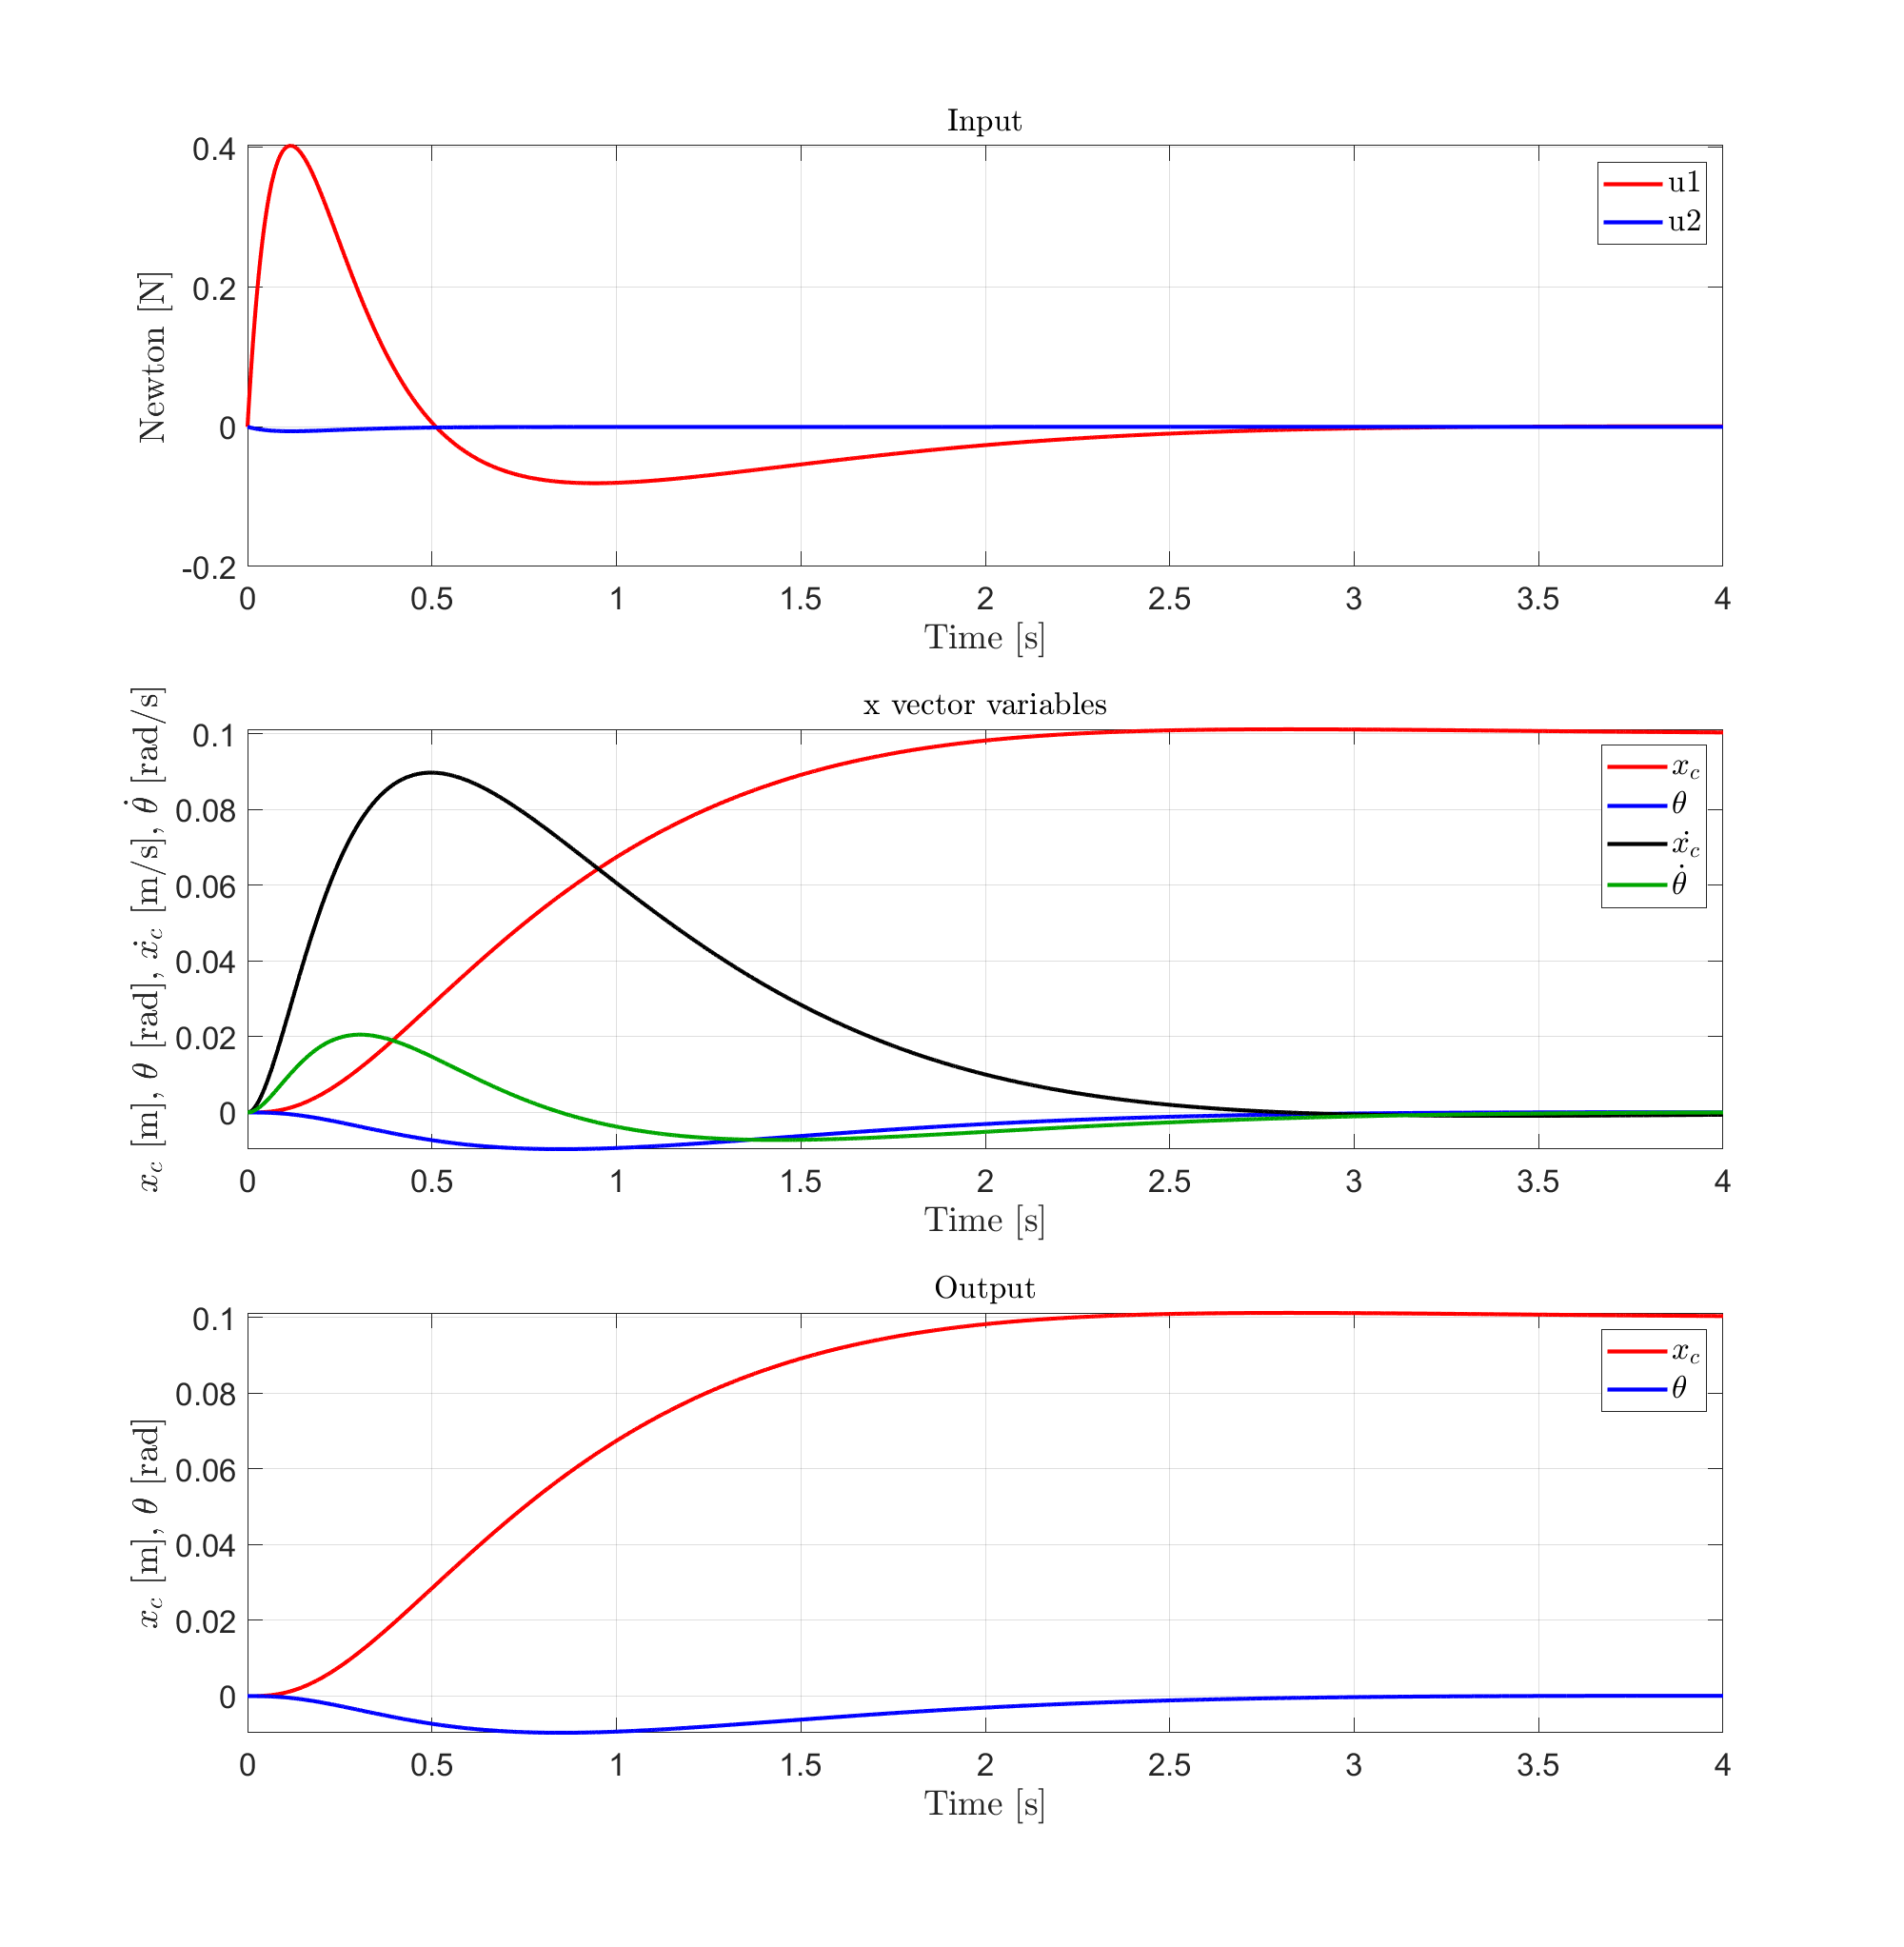 Input
Newton [N]
0.4
0.2
0
-0.2
0 0.5 1 1.5 2 2.5 3 3.5 4
Time [s]
u1
u2
x vector variables
x_c [m], θ [rad], ẋ_c [m/s], θ̇ [rad/s]
0.1
0.08
0.06
0.04
0.02
0
0 0.5 1 1.5 2 2.5 3 3.5 4
Time [s]
x_c
θ
ẋ_c
θ̇
Output
x_c [m], θ [rad]
0.1
0.08
0.06
0.04
0.02
0
0 0.5 1 1.5 2 2.5 3 3.5 4
Time [s]
x_c
θ